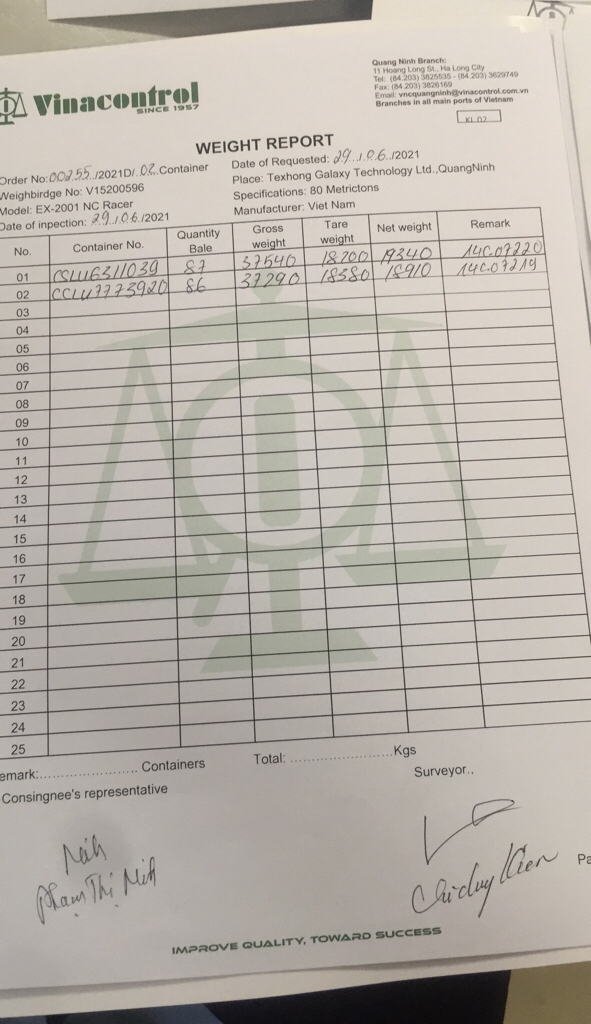 Quang Ninh Branch:
11 Hoang Long St., Ha Long City
Tel: (84.203) 3825535 - (84.203) 3629749
Fax: (84.203) 3826169
Email: vncquangninh@vinacontrol.com.vn
Branches in all main ports of Vietnam
KL 02
Vinacontrol
SINCE 1957
WEIGHT REPORT
Order No: 00255 /2021D/.02.Container
Date of Requested: 29./.06./2021
Weighbirdge No: V15200596
Place: Texhong Galaxy Technology Ltd.,QuangNinh
Model: EX-2001 NC Racer
Specifications: 80 Metrictons
Date of inpection: 29./.06./2021
Manufacturer: Viet Nam
No. Container No. Quantity Bale Gross weight Tare weight Net weight Remark
01 CSLU6311039 87 37540 18200 19340 14C.07220
02 CCLU7773920 86 37290 18380 18910 14C.07219
03
04
05
06
07
08
09
10
11
12
13
14
15
16
17
18
19
20
21
22
23
24
25
emark:........................ Containers Total: ..........................Kgs
Consingnee's representative Surveyor..
Phạm Thị
IMPROVE QUALITY, TOWARD SUCCESS
Pa